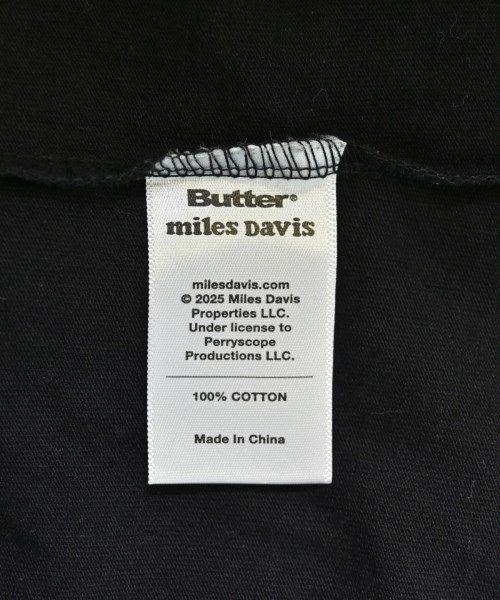 Butter®
miles DAVIS
milesdavis.com
© 2025 Miles Davis
Properties LLC.
Under license to
Perryscope
Productions LLC.
100% COTTON
Made In China